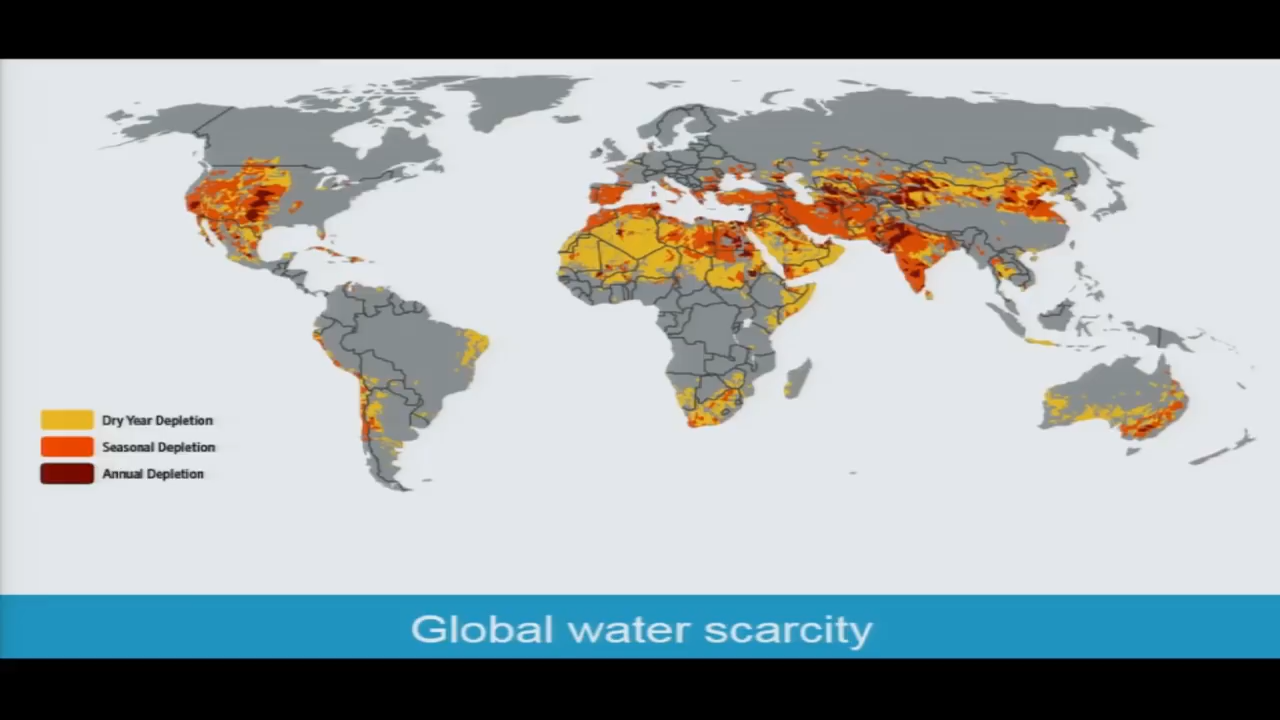 Dry Year Depletion
Seasonal Depletion
Annual Depletion
Global water scarcity